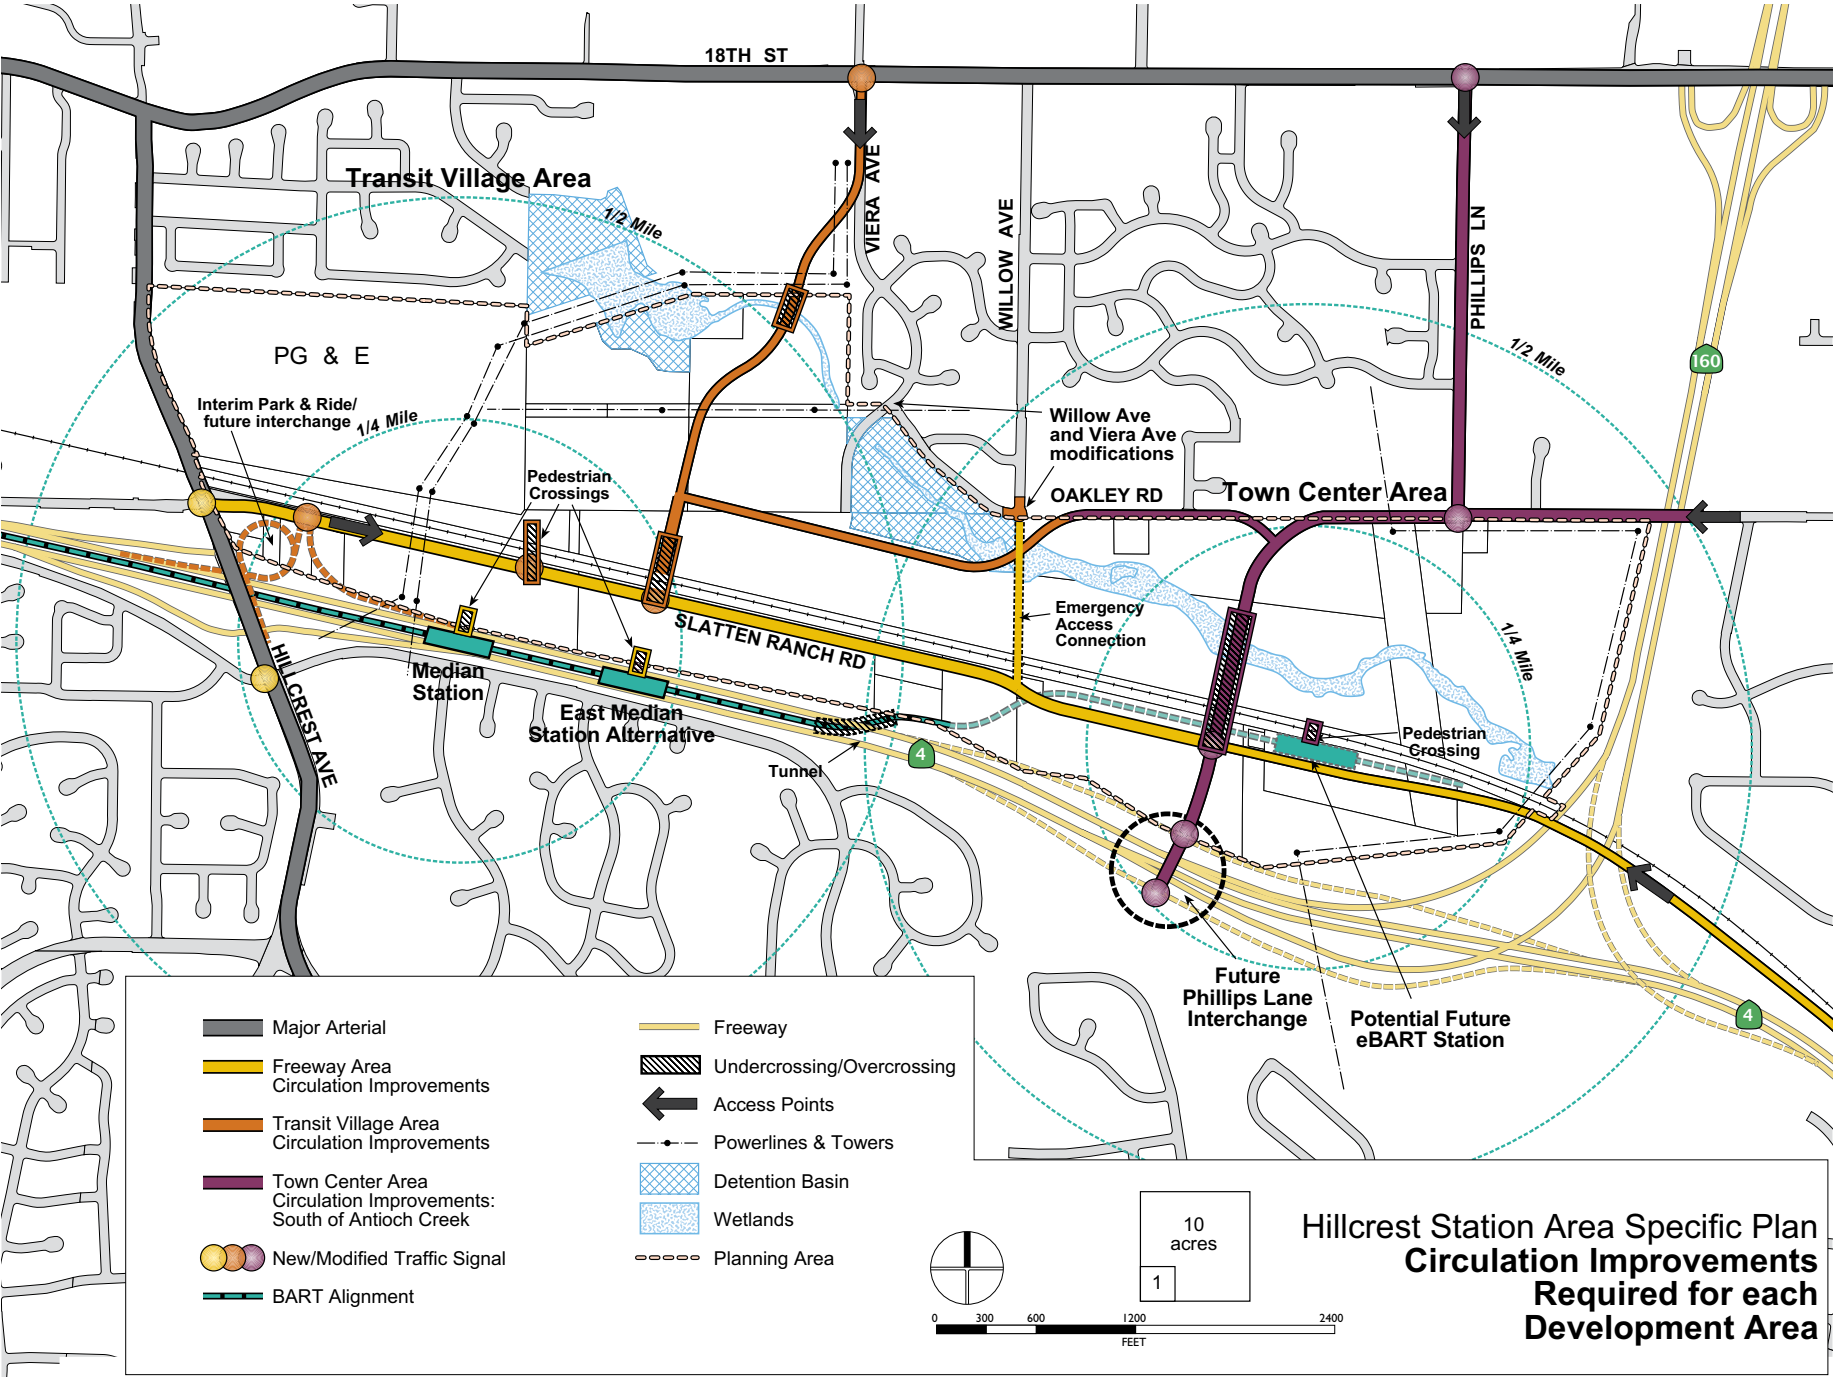 18TH ST
Transit Village Area
1/2 Mile
VIERA AVE
WILLOW AVE
PHILLIPS LN
1/2 Mile
160
PG & E
Interim Park & Ride/
future interchange
1/4 Mile
Willow Ave
and Viera Ave
modifications
Pedestrian
Crossings
OAKLEY RD
Town Center Area
Emergency
Access
Connection
SLATTEN RANCH RD
1/4 Mile
HILLCREST AVE
Median
Station
East Median
Station Alternative
Tunnel
4
Pedestrian
Crossing
Future
Phillips Lane
Interchange
Potential Future
eBART Station
4
Major Arterial
Freeway Area
Circulation Improvements
Transit Village Area
Circulation Improvements
Town Center Area
Circulation Improvements:
South of Antioch Creek
New/Modified Traffic Signal
BART Alignment
Freeway
Undercrossing/Overcrossing
Access Points
Powerlines & Towers
Detention Basin
Wetlands
Planning Area
10
acres
1
0 300 600 1200 2400
FEET
Hillcrest Station Area Specific Plan
Circulation Improvements
Required for each
Development Area